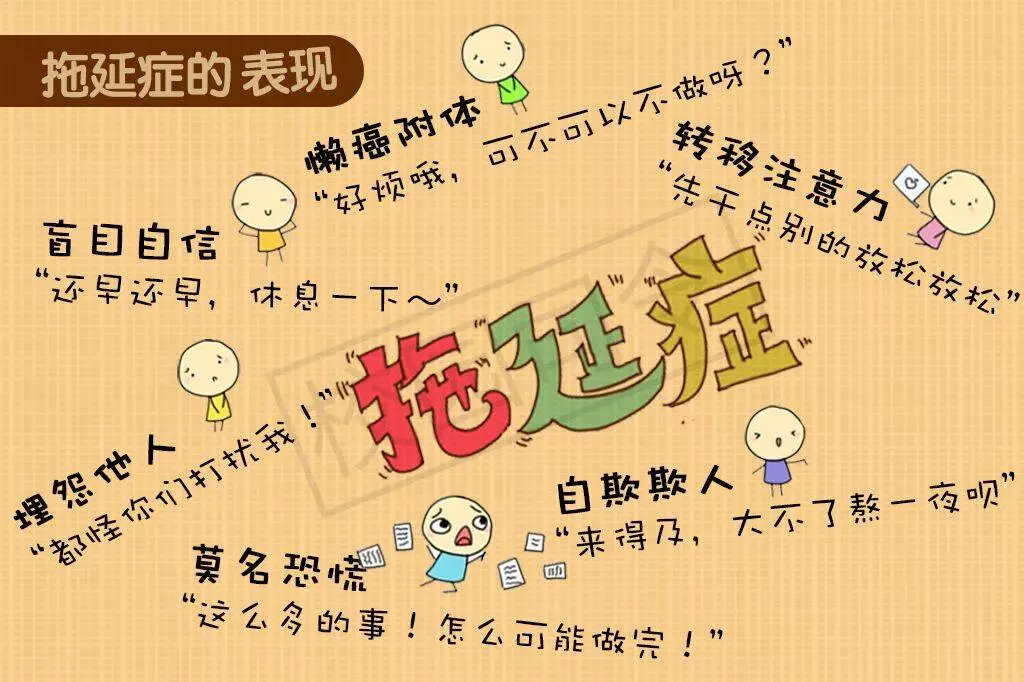 拖延症的表现
懒癌附体
“好烦哦，可不可以不做呀？”
转移注意力
“先干点别的放松放松”
盲目自信
“还早还早，休息一下～”
拖延症
埋怨他人
“都怪你们打扰我！”
自欺欺人
“来得及，大不了熬一夜呗”
莫名恐慌
“这么多的事！怎么可能做完！”